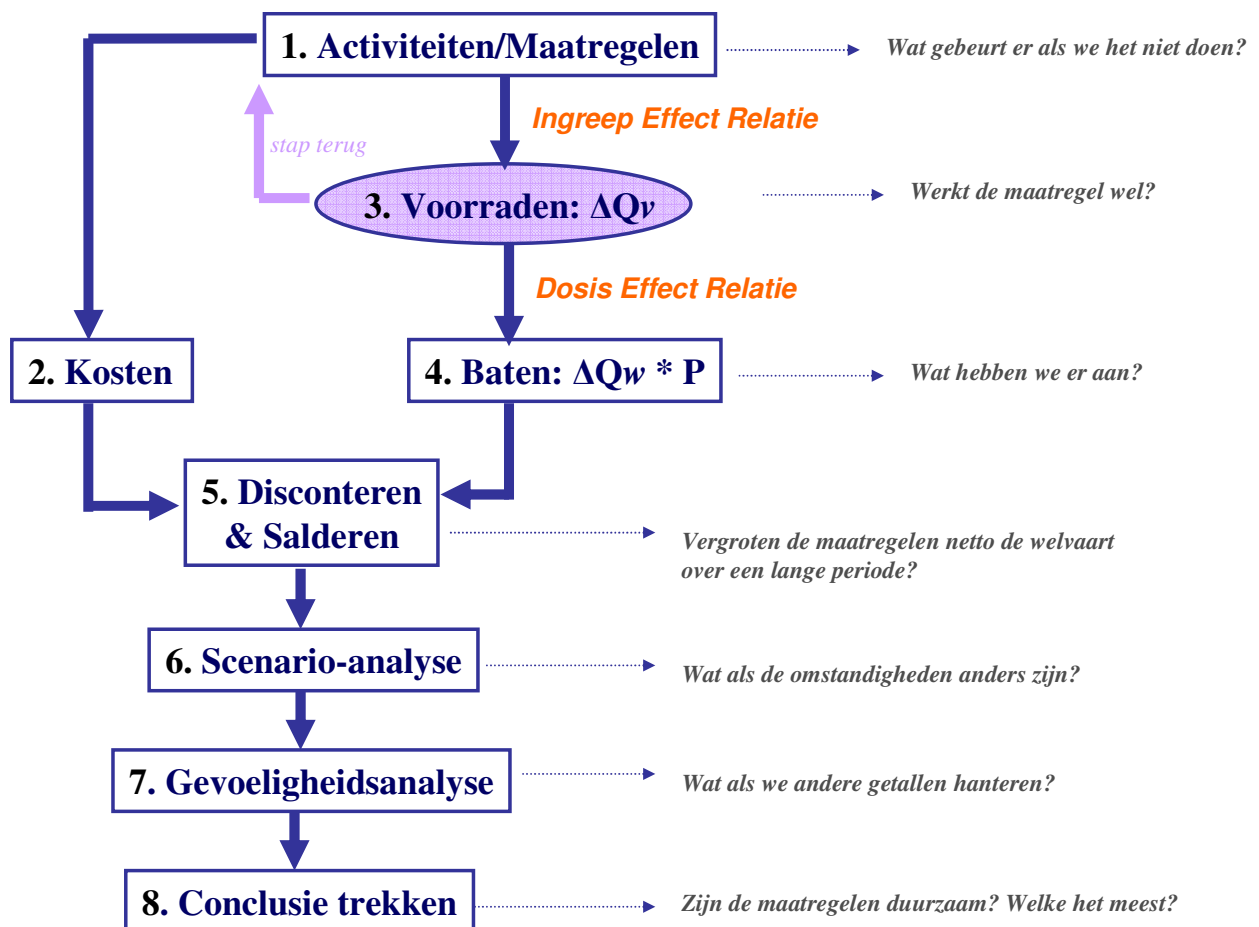 1. Activiteiten/Maatregelen
Wat gebeurt er als we het niet doen?
Ingreep Effect Relatie
stap terug
3. Voorraden: ΔQv
Werkt de maatregel wel?
Dosis Effect Relatie
2. Kosten
4. Baten: ΔQw * P
Wat hebben we er aan?
5. Disconteren
& Salderen
Vergroten de maatregelen netto de welvaart
over een lange periode?
6. Scenario-analyse
Wat als de omstandigheden anders zijn?
7. Gevoeligheidsanalyse
Wat als we andere getallen hanteren?
8. Conclusie trekken
Zijn de maatregelen duurzaam? Welke het meest?